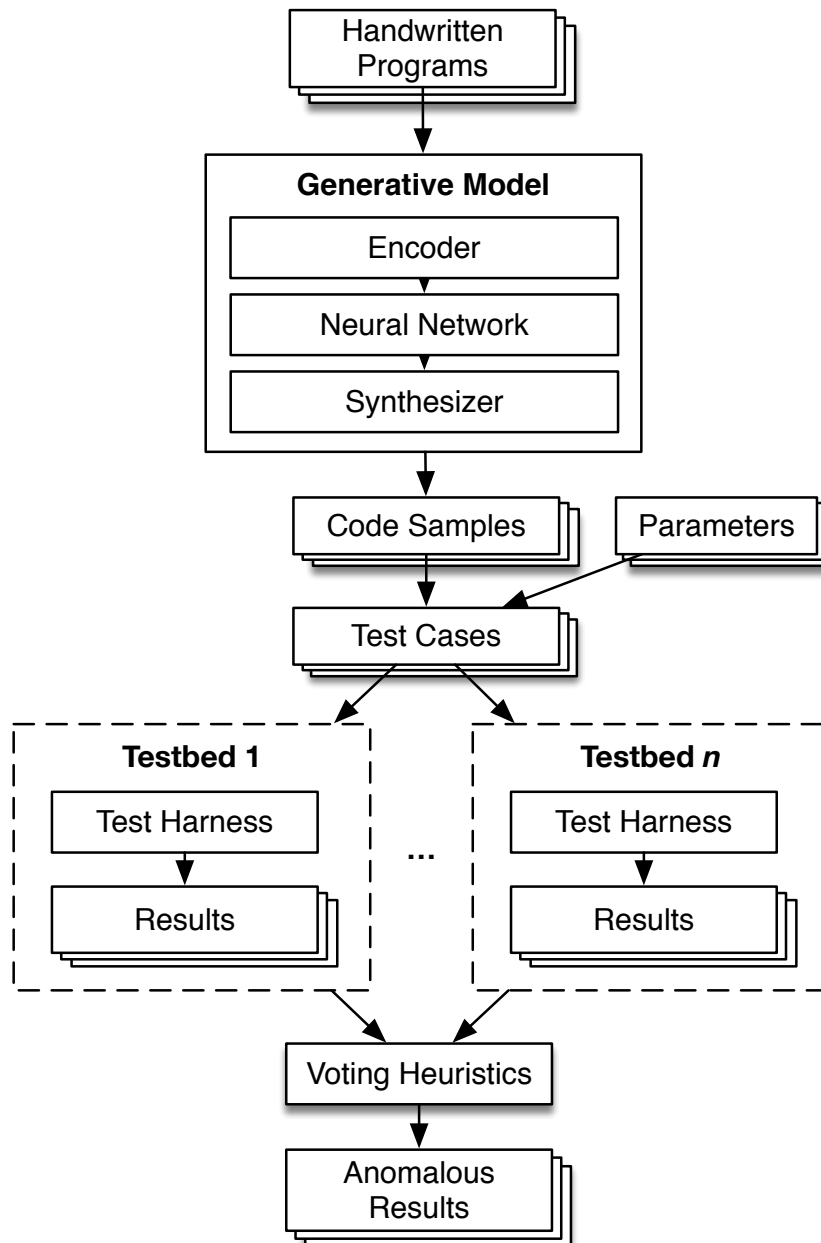 Handwritten
Programs
Generative Model
Encoder
Neural Network
Synthesizer
Code Samples
Parameters
Test Cases
Testbed 1
Test Harness
Results
...
Testbed n
Test Harness
Results
Voting Heuristics
Anomalous
Results